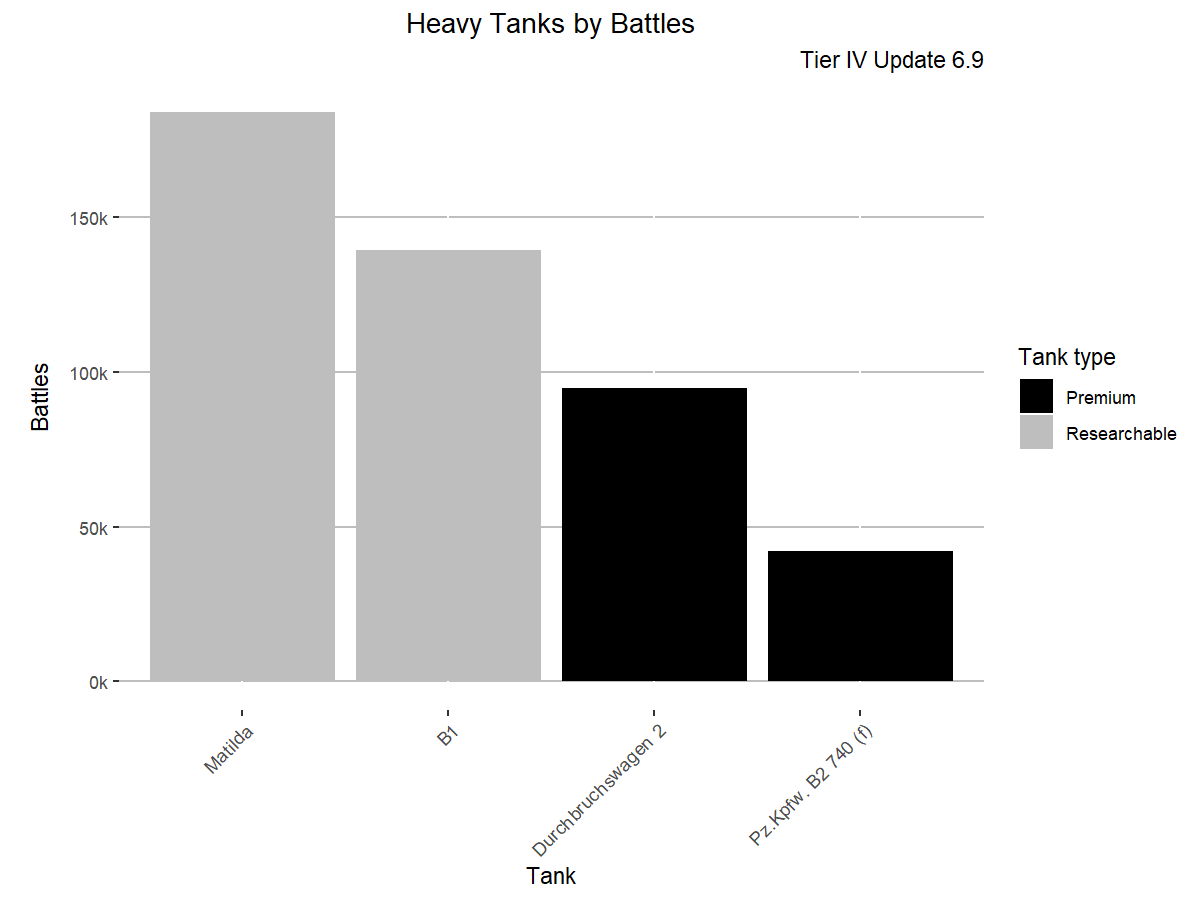 Heavy Tanks by Battles
Tier IV Update 6.9
Battles
150k
100k
50k
0k
Matilda
B1
Durchbruchswagen 2
Pz.Kpfw. B2 740 (f)
Tank
Tank type
Premium
Researchable